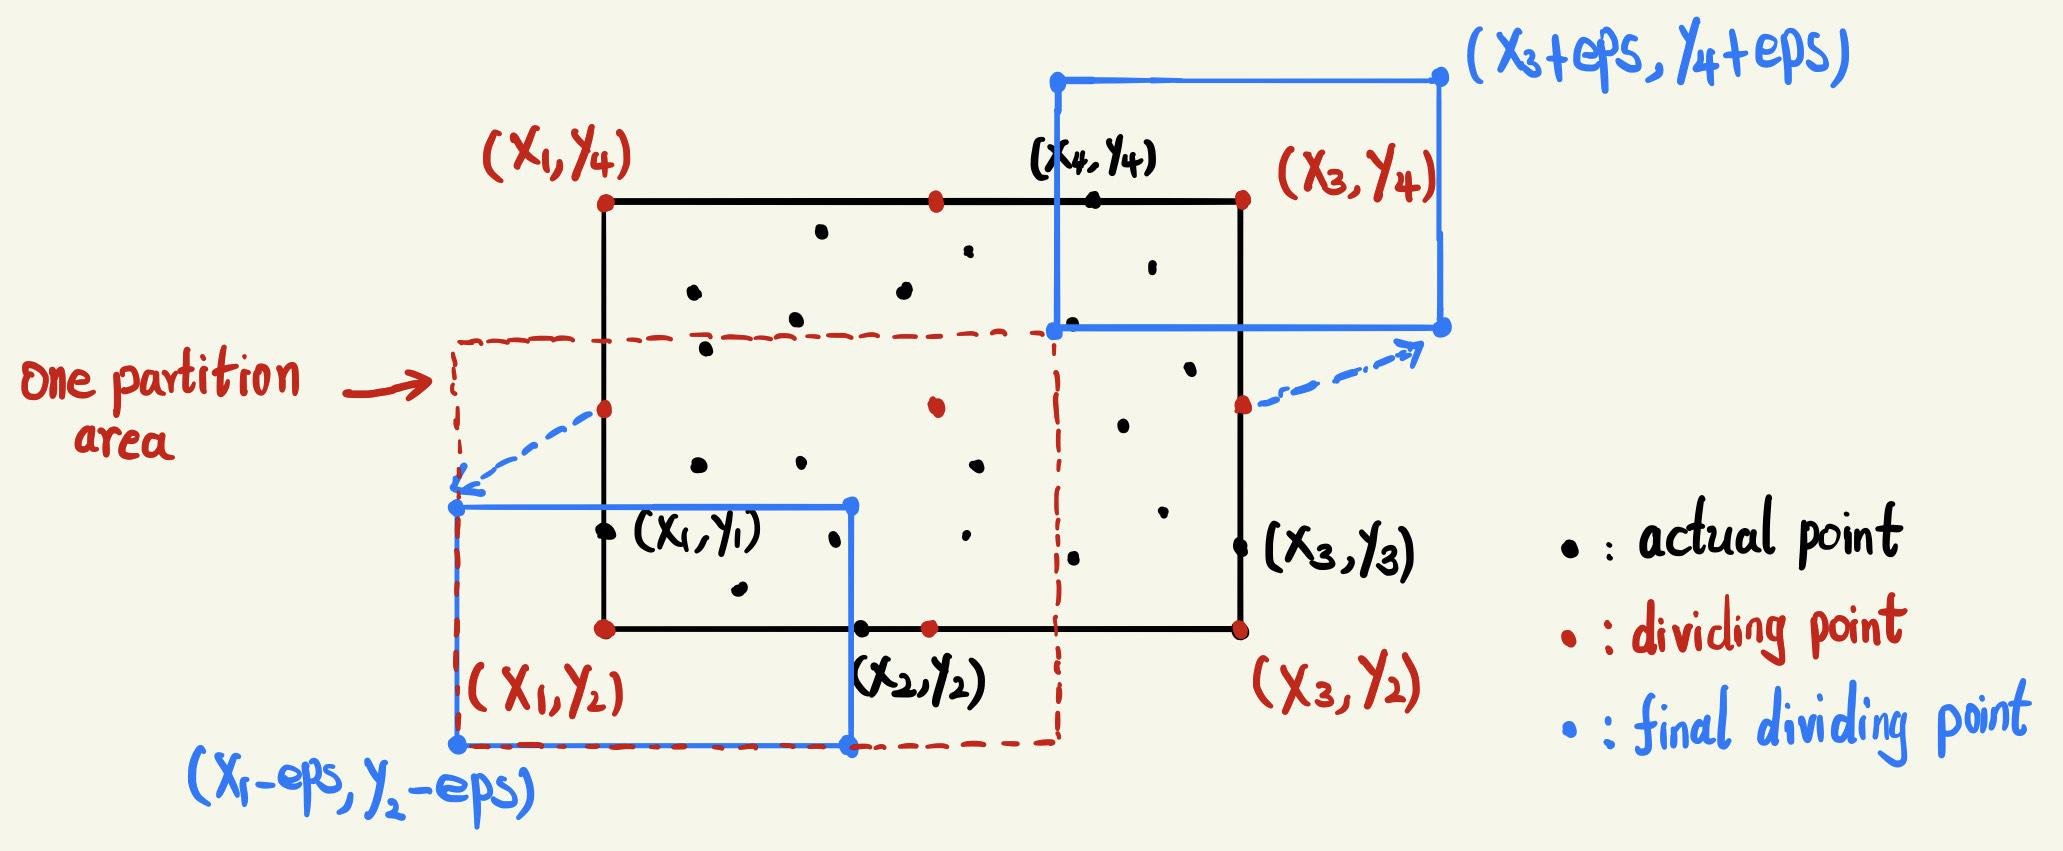 (X3+eps, Y4+eps)
(X1, Y4)
(X4, Y4)
(X3, Y4)
One partition
area
(X1, Y1)
(X3, Y3)
● : actual point
● : dividing point
(X1, Y2)
(X2, Y2)
(X3, Y2)
● : final dividing point
(X1-eps, Y2-eps)